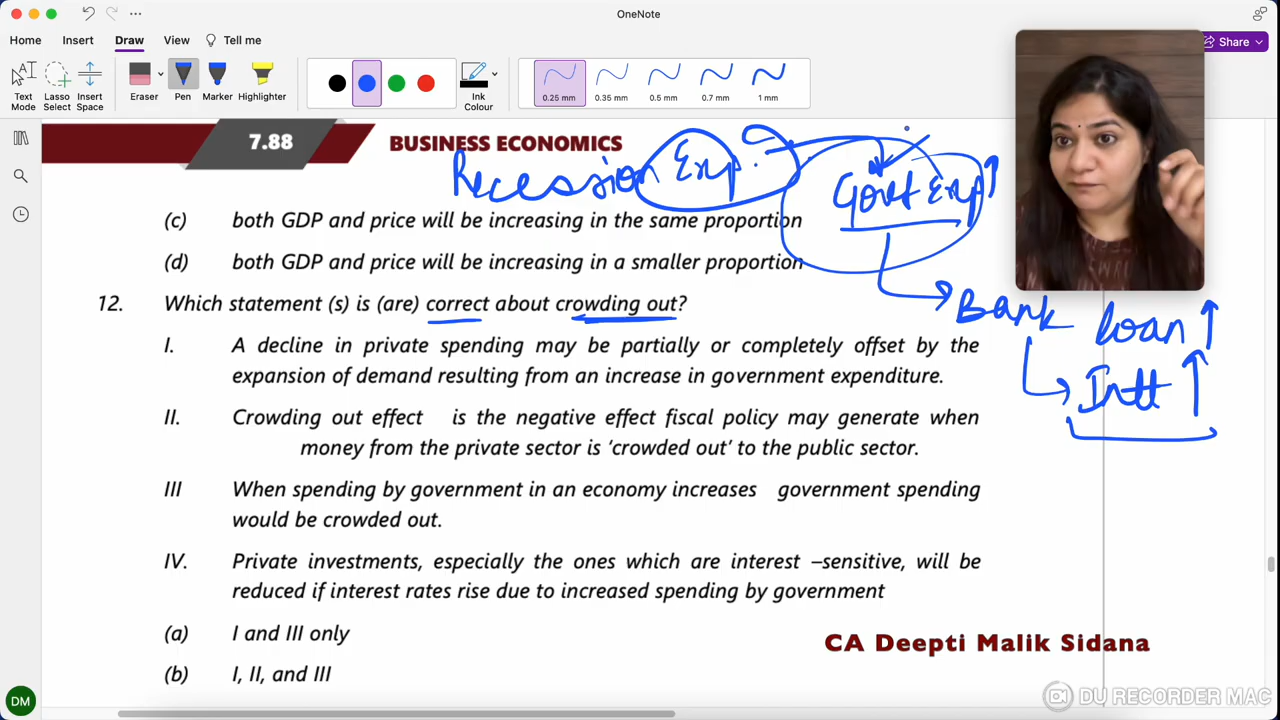 OneNote
Home Insert Draw View Tell me
Share
Text Mode
Lasso Select
Insert Space
Eraser
Pen
Marker
Highlighter
Ink Colour
0.25 mm
0.35 mm
0.5 mm
0.7 mm
1 mm
7.88 BUSINESS ECONOMICS
Recession Exp.
Govt Exp ↑
(c) both GDP and price will be increasing in the same proportion
(d) both GDP and price will be increasing in a smaller proportion
Bank loan ↑
Intt ↑
12. Which statement (s) is (are) correct about crowding out?
I. A decline in private spending may be partially or completely offset by the
expansion of demand resulting from an increase in government expenditure.
II. Crowding out effect is the negative effect fiscal policy may generate when
money from the private sector is ‘crowded out’ to the public sector.
III When spending by government in an economy increases government spending
would be crowded out.
IV. Private investments, especially the ones which are interest –sensitive, will be
reduced if interest rates rise due to increased spending by government
(a) I and III only
CA Deepti Malik Sidana
(b) I, II, and III
DM
DU RECORDER MAC